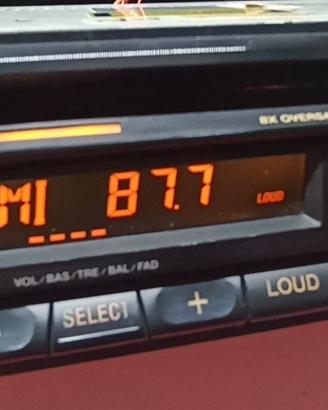 8X OVERSA
MI 87.7 LOUD
VOL/BAS/TRE/BAL/FAD
SELECT + LOUD